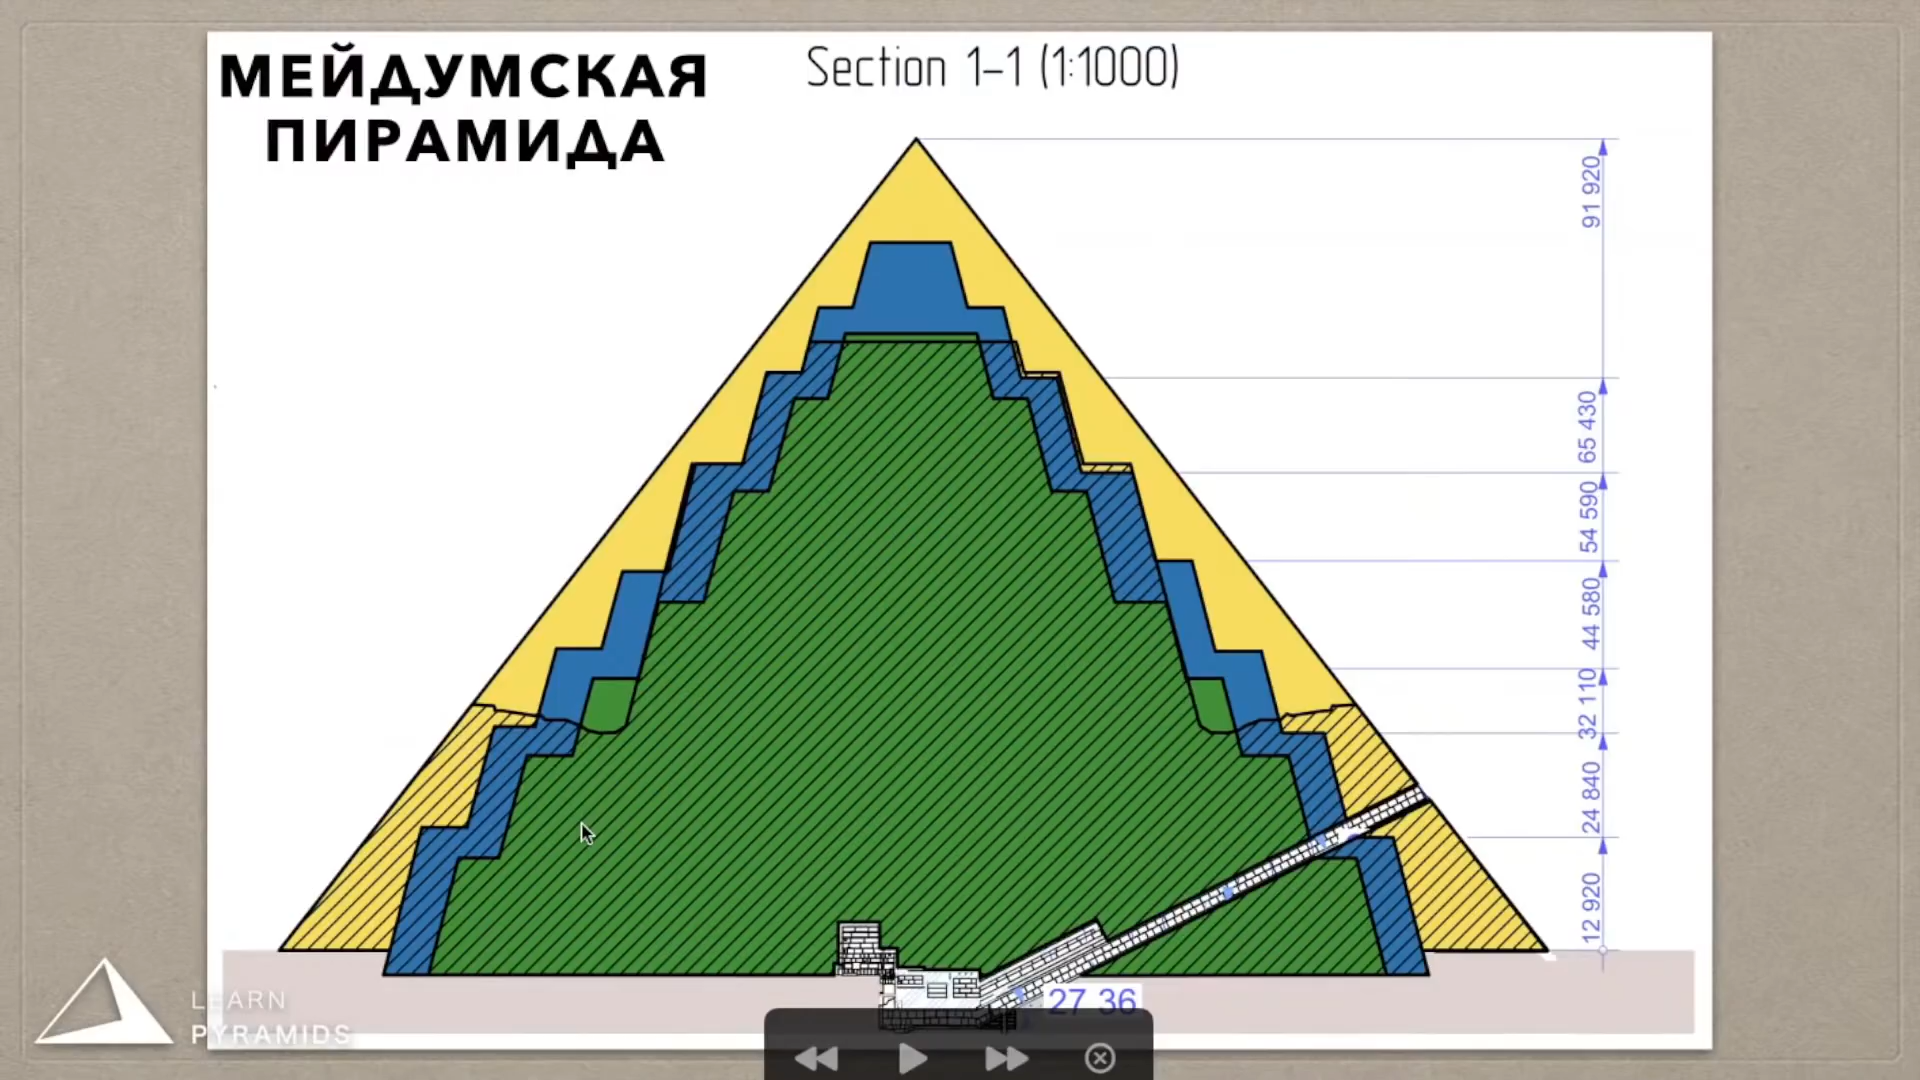 МЕЙДУМСКАЯ
ПИРАМИДА
Section 1-1 (1:1000)
91 920
65 430
54 590
44 580
32 110
24 840
12 920
27 36
LEARN
PYRAMIDS